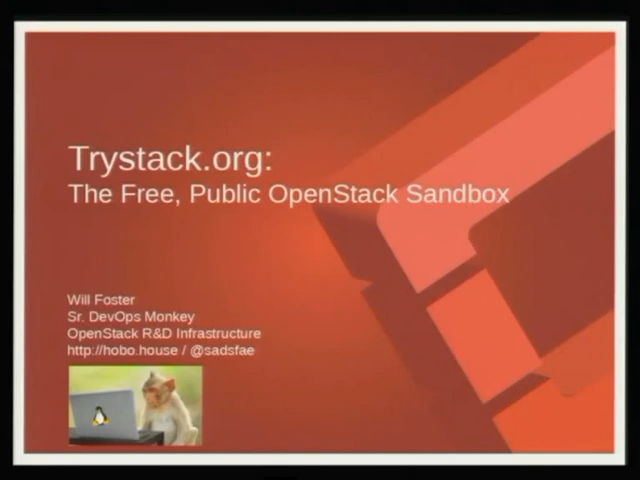 Trystack.org:
The Free, Public OpenStack Sandbox
Will Foster
Sr. DevOps Monkey
OpenStack R&D Infrastructure
http://hobo.house / @sadsfae